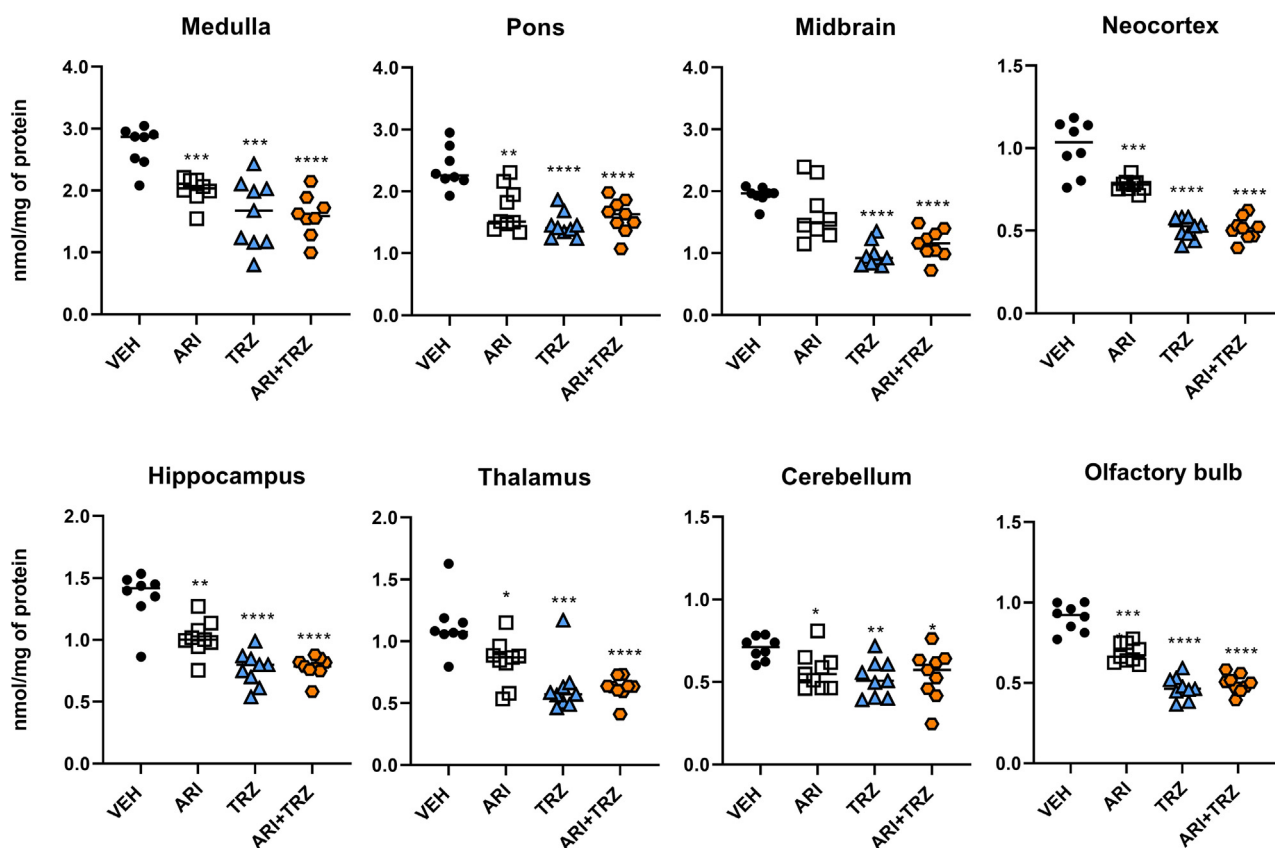 Medulla
nmol/mg of protein
4.0
3.0
2.0
1.0
0.0
***
***
****
VEH
ARI
TRZ
ARI+TRZ
Pons
4.0
3.0
2.0
1.0
0.0
**
****
****
VEH
ARI
TRZ
ARI+TRZ
Midbrain
4.0
3.0
2.0
1.0
0.0
****
****
VEH
ARI
TRZ
ARI+TRZ
Neocortex
1.5
1.0
0.5
0.0
***
****
****
VEH
ARI
TRZ
ARI+TRZ
Hippocampus
nmol/mg of protein
2.0
1.5
1.0
0.5
0.0
**
****
****
VEH
ARI
TRZ
ARI+TRZ
Thalamus
2.0
1.5
1.0
0.5
0.0
*
***
****
VEH
ARI
TRZ
ARI+TRZ
Cerebellum
1.5
1.0
0.5
0.0
*
**
*
VEH
ARI
TRZ
ARI+TRZ
Olfactory bulb
1.5
1.0
0.5
0.0
***
****
****
VEH
ARI
TRZ
ARI+TRZ